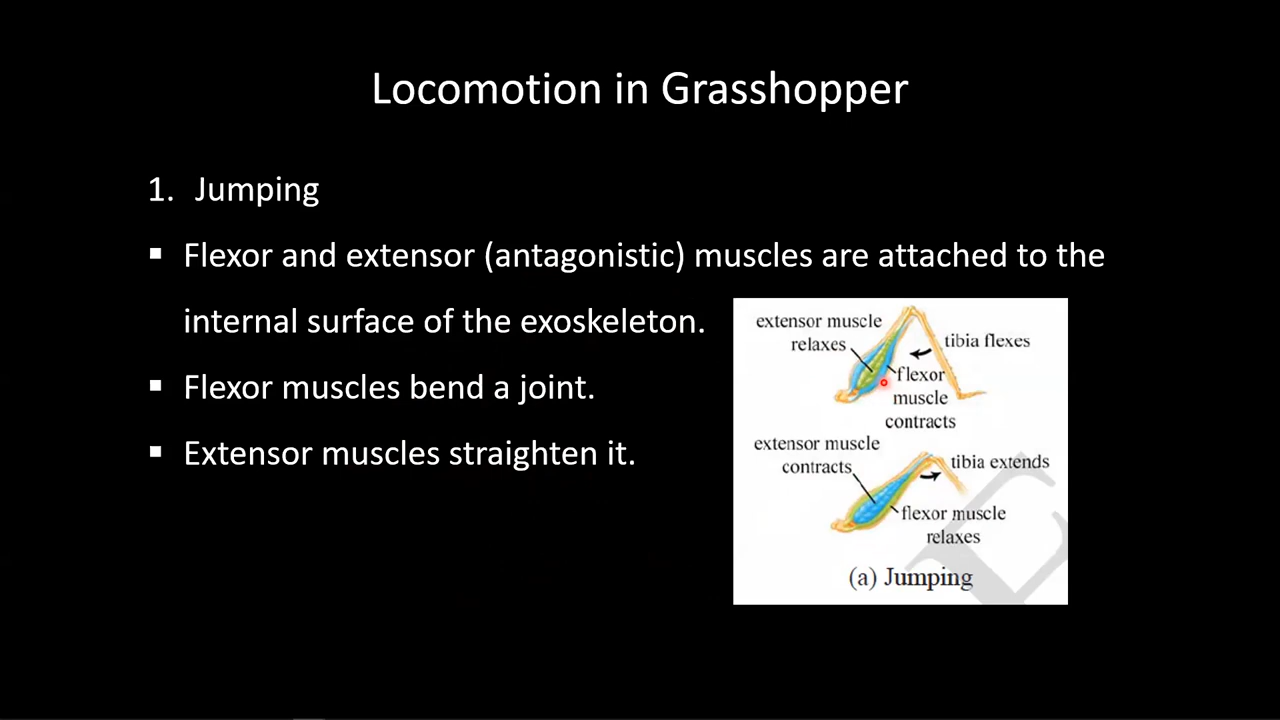 Locomotion in Grasshopper
1. Jumping
▪ Flexor and extensor (antagonistic) muscles are attached to the
internal surface of the exoskeleton.
▪ Flexor muscles bend a joint.
▪ Extensor muscles straighten it.
extensor muscle
relaxes
tibia flexes
flexor
muscle
contracts
extensor muscle
contracts
tibia extends
flexor muscle
relaxes
(a) Jumping